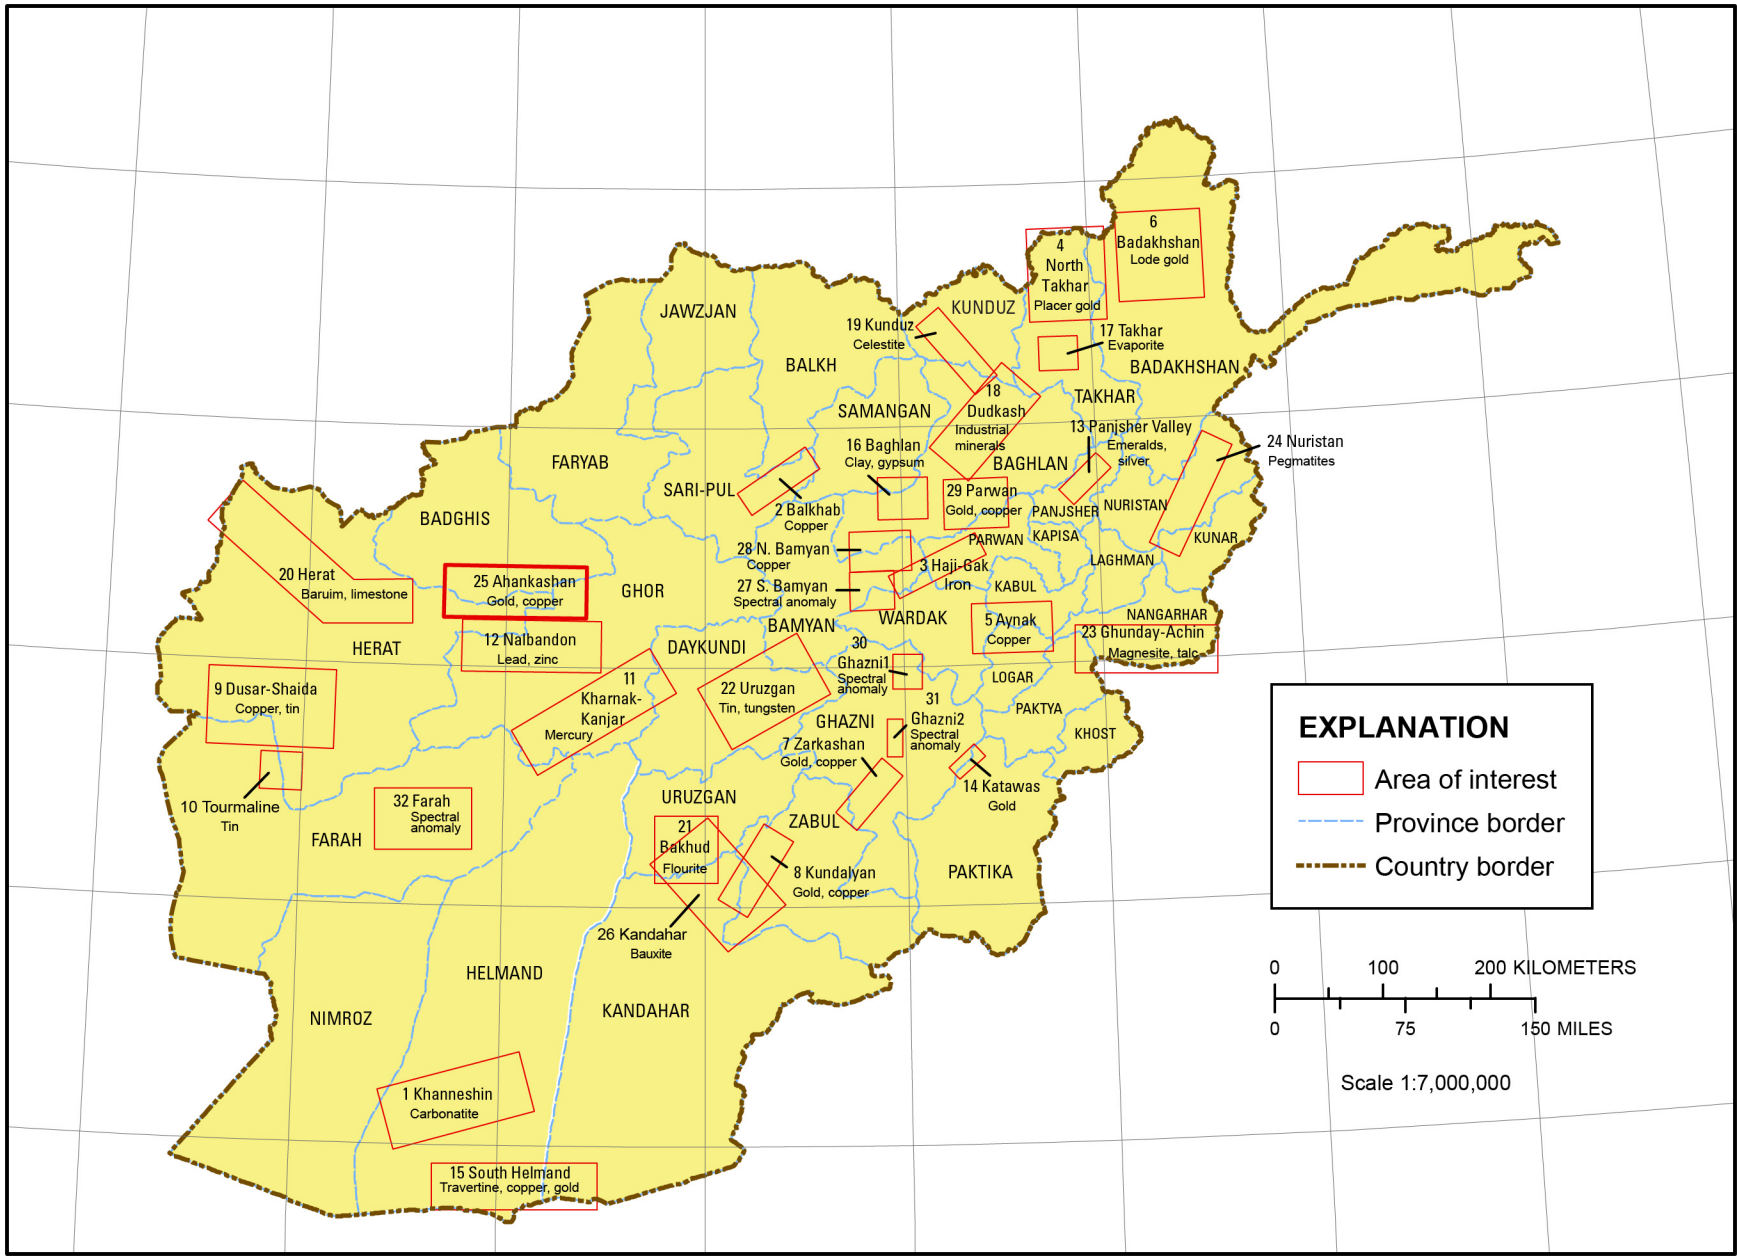 6
Badakhshan
Lode gold
4
North
Takhar
Placer gold
JAWZJAN
KUNDUZ
19 Kunduz
Celestite
17 Takhar
Evaporite
BALKH
BADAKHSHAN
18
Dudkash
Industrial
minerals
TAKHAR
SAMANGAN
13 Panjsher Valley
Emeralds,
silver
24 Nuristan
Pegmatites
16 Baghlan
Clay, gypsum
FARYAB
BAGHLAN
SARI-PUL
29 Parwan
Gold, copper
2 Balkhab
Copper
NURISTAN
PANJSHER
BADGHIS
28 N. Bamyan
Copper
PARWAN
KAPISA
KUNAR
LAGHMAN
3 Haji-Gak
Iron
20 Herat
Baruim, limestone
25 Ahankashan
Gold, copper
GHOR
27 S. Bamyan
Spectral anomaly
KABUL
WARDAK
5 Aynak
Copper
NANGARHAR
BAMYAN
23 Ghunday-Achin
Magnesite, talc
HERAT
12 Nalbandon
Lead, zinc
DAYKUNDI
30
Ghazni1
Spectral
anomaly
9 Dusar-Shaida
Copper, tin
11
Kharnak-
Kanjar
Mercury
22 Uruzgan
Tin, tungsten
LOGAR
31
Ghazni2
Spectral
anomaly
PAKTYA
GHAZNI
KHOST
7 Zarkashan
Gold, copper
14 Katawas
Gold
10 Tourmaline
Tin
32 Farah
Spectral
anomaly
URUZGAN
ZABUL
FARAH
21
Bakhud
Flourite
8 Kundalyan
Gold, copper
PAKTIKA
26 Kandahar
Bauxite
HELMAND
KANDAHAR
NIMROZ
1 Khanneshin
Carbonatite
15 South Helmand
Travertine, copper, gold
EXPLANATION
Area of interest
Province border
Country border
0 100 200 KILOMETERS
0 75 150 MILES
Scale 1:7,000,000